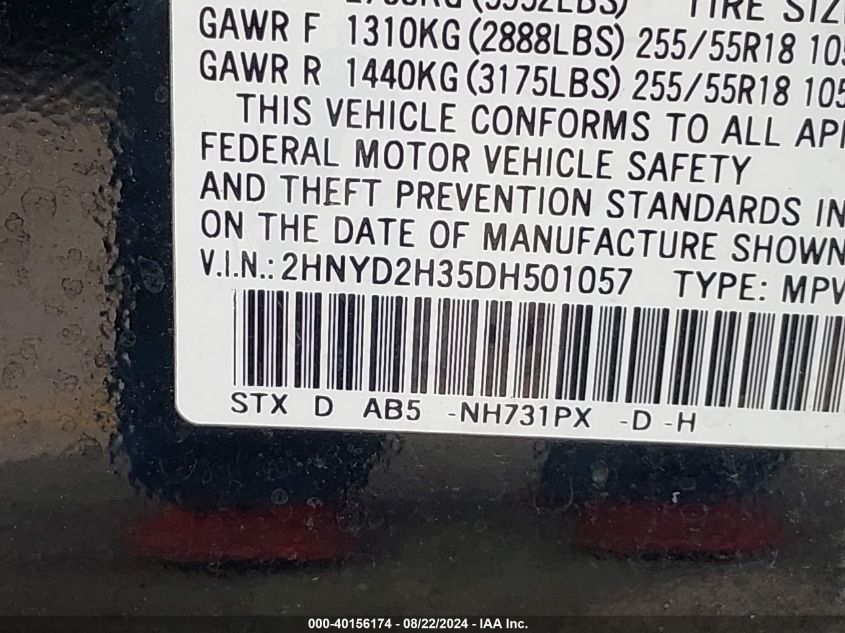 GAWR F 1310KG (2888LBS) 255/55R18 105
GAWR R 1440KG (3175LBS) 255/55R18 105
THIS VEHICLE CONFORMS TO ALL
FEDERAL MOTOR VEHICLE SAFETY
AND THEFT PREVENTION STANDARDS IN
ON THE DATE OF MANUFACTURE SHOWN
V.I.N.: 2HNYD2H35DH501057 TYPE: MPV
STX D AB5 -NH731PX -D -H
000-40156174 / 08/22/2024 - IAA Inc.